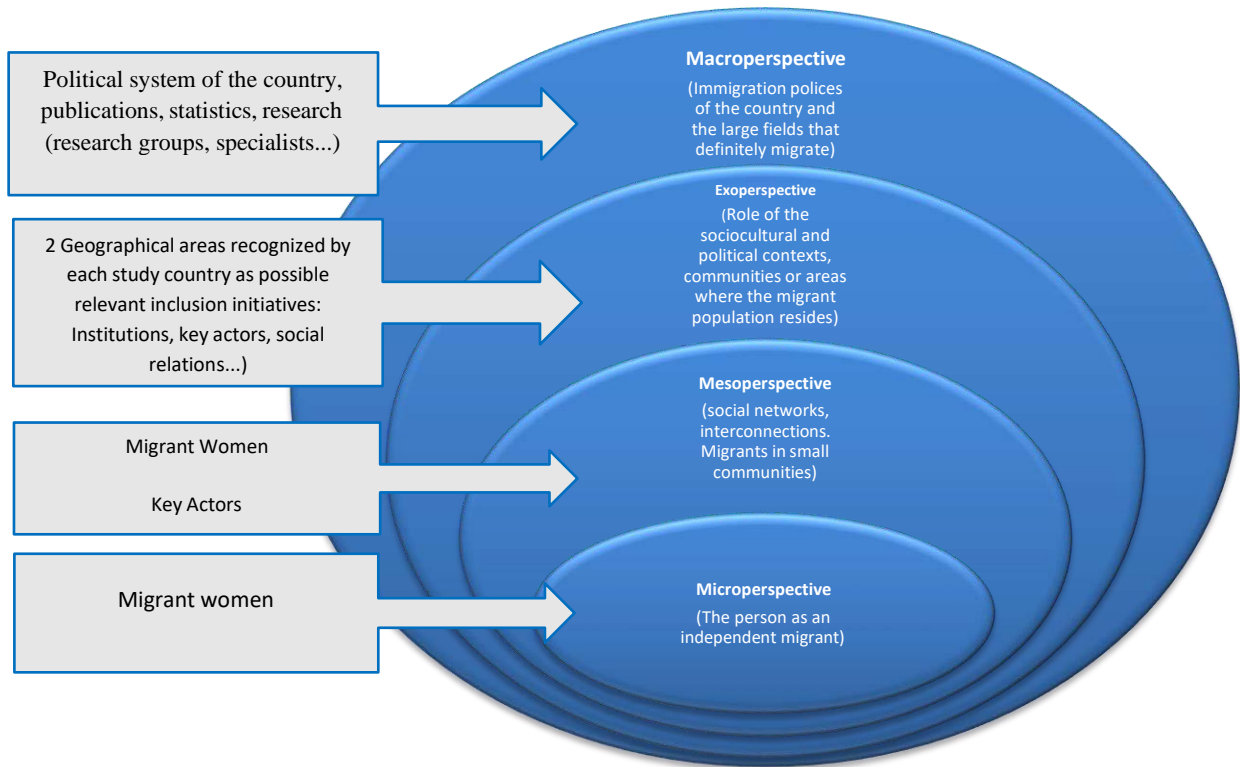 Political system of the country,
publications, statistics, research
(research groups, specialists...)
Macroperspective
(Immigration polices
of the country and
the large fields that
definitely migrate)
2 Geographical areas recognized by
each study country as possible
relevant inclusion initiatives:
Institutions, key actors, social
relations...)
Exoperspective
(Role of the
sociocultural and
political contexts,
communities or areas
where the migrant
population resides)
Migrant Women
Key Actors
Mesoperspective
(social networks,
interconnections.
Migrants in small
communities)
Migrant women
Microperspective
(The person as an
independent migrant)